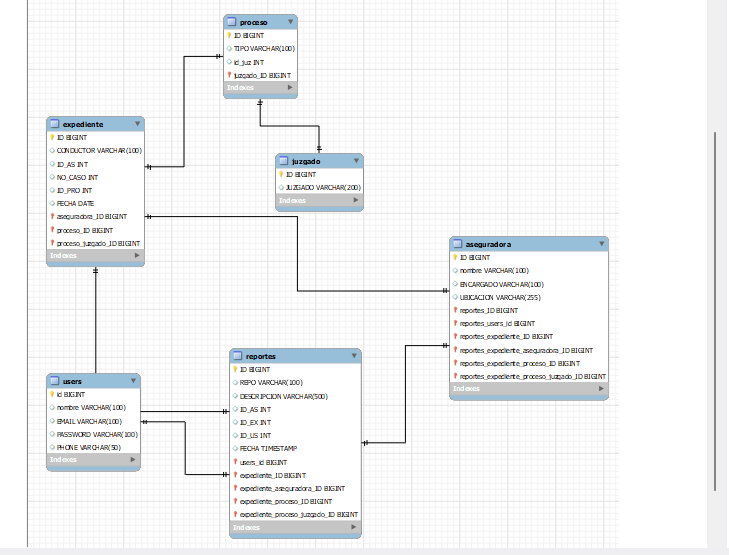 proceso
ID BIGINT
TIPO VARCHAR(100)
id_juz INT
juzgado_ID BIGINT
Indexes
expediente
ID BIGINT
CONDUCTOR VARCHAR(100)
ID_AS INT
NO_CASO INT
ID_PRO INT
FECHA DATE
aseguradora_ID BIGINT
proceso_ID BIGINT
proceso_juzgado_ID BIGINT
Indexes
juzgado
ID BIGINT
JUZGADO VARCHAR(200)
Indexes
aseguradora
ID BIGINT
nombre VARCHAR(100)
ENCARGADO VARCHAR(100)
UBICACION VARCHAR(255)
reportes_ID BIGINT
reportes_users_id BIGINT
reportes_expediente_ID BIGINT
reportes_expediente_aseguradora_ID BIGINT
reportes_expediente_proceso_ID BIGINT
reportes_expediente_proceso_juzgado_ID BIGINT
Indexes
users
id BIGINT
nombre VARCHAR(100)
EMAIL VARCHAR(100)
PASSWORD VARCHAR(100)
PHONE VARCHAR(50)
Indexes
reportes
ID BIGINT
REPO VARCHAR(100)
DESCRIPCION VARCHAR(500)
ID_AS INT
ID_EX INT
ID_US INT
FECHA TIMESTAMP
users_id BIGINT
expediente_ID BIGINT
expediente_aseguradora_ID BIGINT
expediente_proceso_ID BIGINT
expediente_proceso_juzgado_ID BIGINT
Indexes